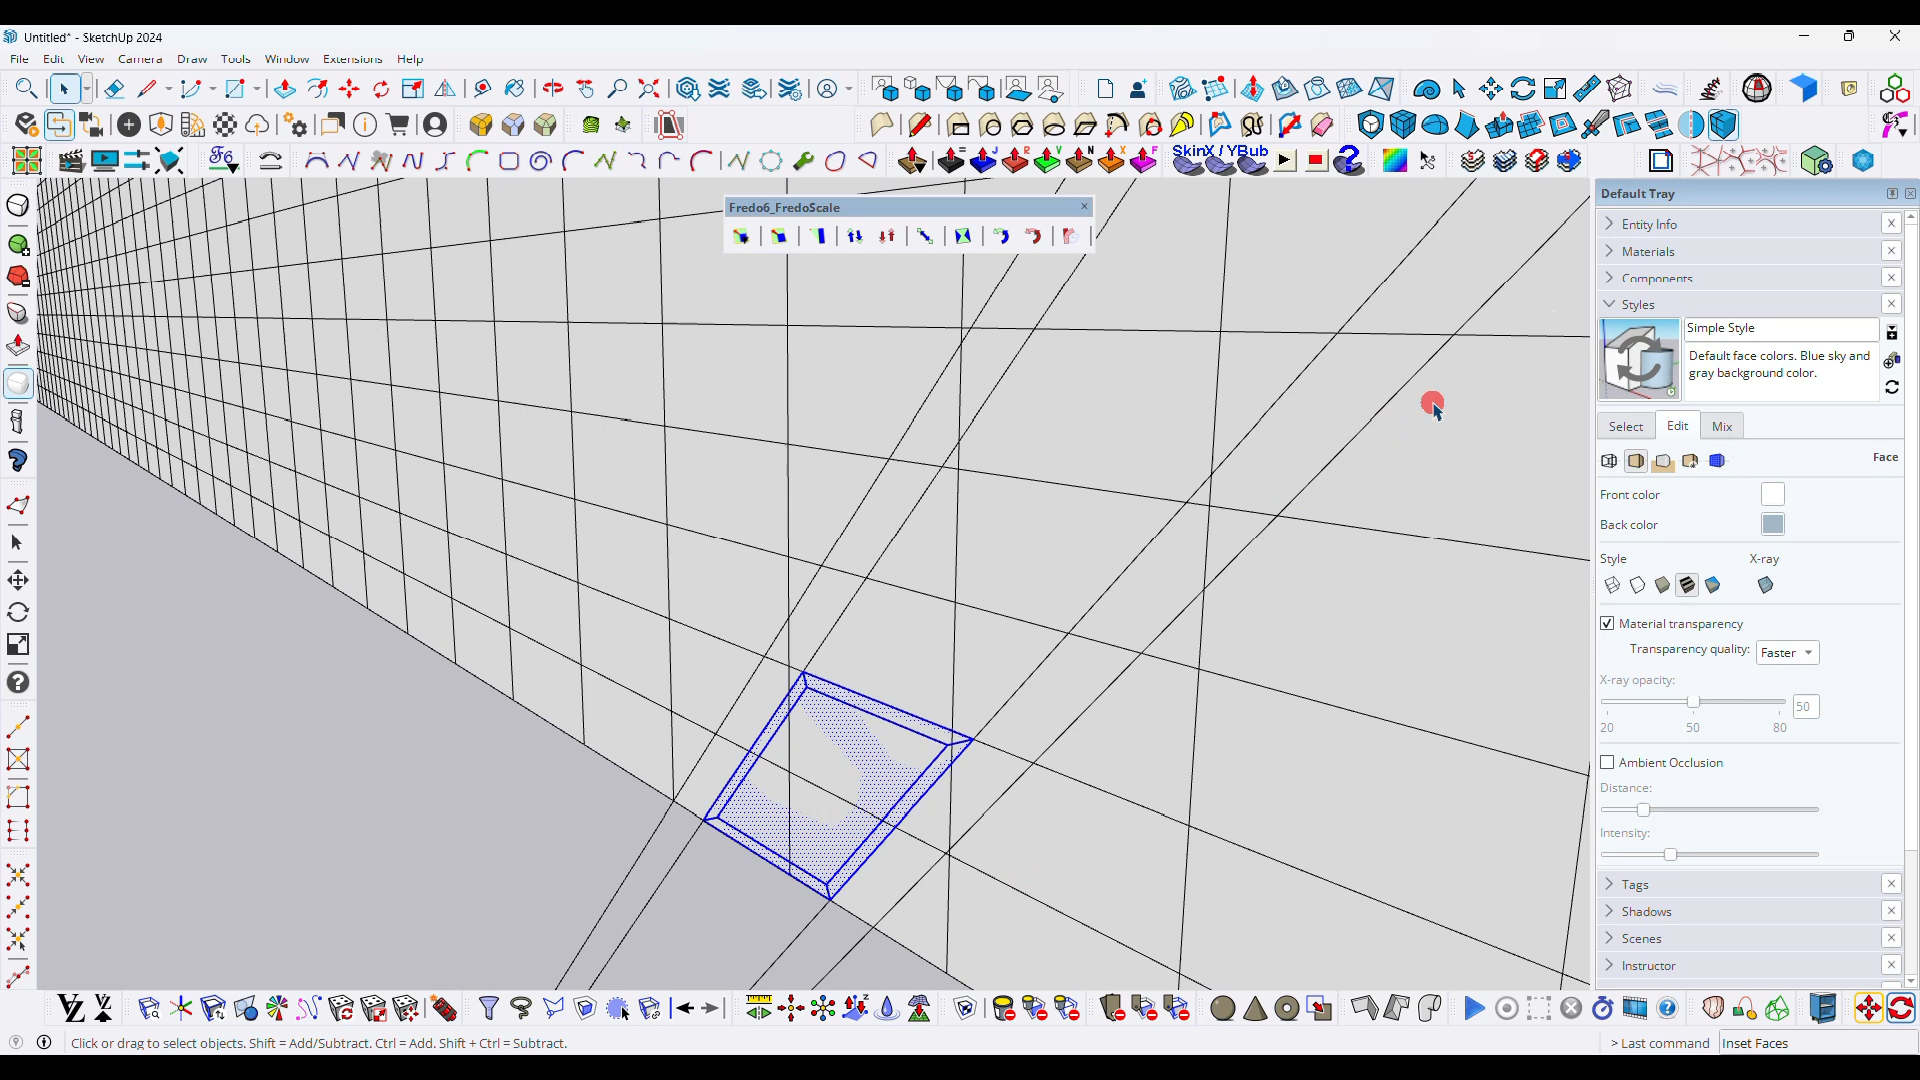 Untitled* - SketchUp 2024
File Edit View Camera Draw Tools Window Extensions Help
SkinX / YBub
Fredo6_FredoScale
Default Tray
Entity Info
Materials
Components
Styles
Simple Style
Default face colors. Blue sky and
gray background color.
Select Edit Mix
Face
Front color
Back color
Style X-ray
Material transparency
Transparency quality: Faster
X-ray opacity:
50
20 50 80
Ambient Occlusion
Distance:
Intensity:
Tags
Shadows
Scenes
Instructor
Click or drag to select objects. Shift = Add/Subtract. Ctrl = Add. Shift + Ctrl = Subtract.
> Last command Inset Faces